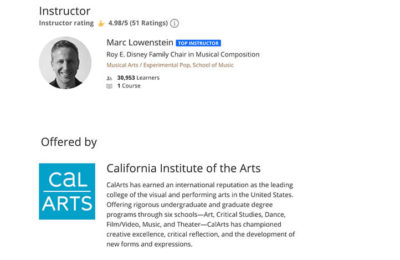 Instructor
Instructor rating 4.98/5 (51 Ratings)
Marc Lowenstein TOP INSTRUCTOR
Roy E. Disney Family Chair in Musical Composition
Musical Arts / Experimental Pop, School of Music
30,953 Learners
1 Course
Offered by
CAL
ARTS
California Institute of the Arts
CalArts has earned an international reputation as the leading
college of the visual and performing arts in the United States.
Offering rigorous undergraduate and graduate degree
programs through six schools—Art, Critical Studies, Dance,
Film/Video, Music, and Theater—CalArts has championed
creative excellence, critical reflection, and the development of
new forms and expressions.